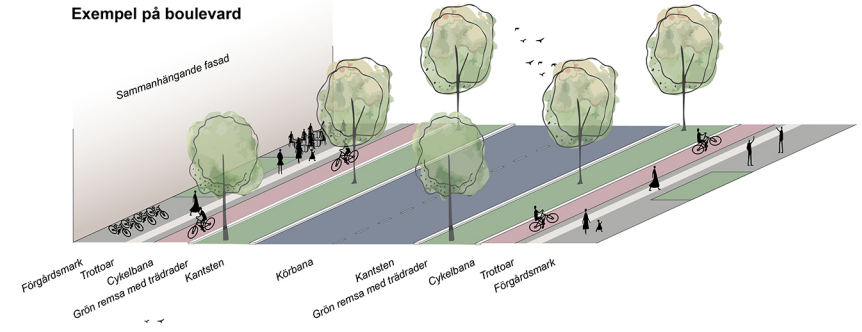 Exempel på boulevard
Sammanhängande fasad
Förgårdsmark
Trottoar
Cykelbana
Grön remsa med trädrader
Kantsten
Körbana
Kantsten
Grön remsa med trädrader
Cykelbana
Trottoar
Förgårdsmark